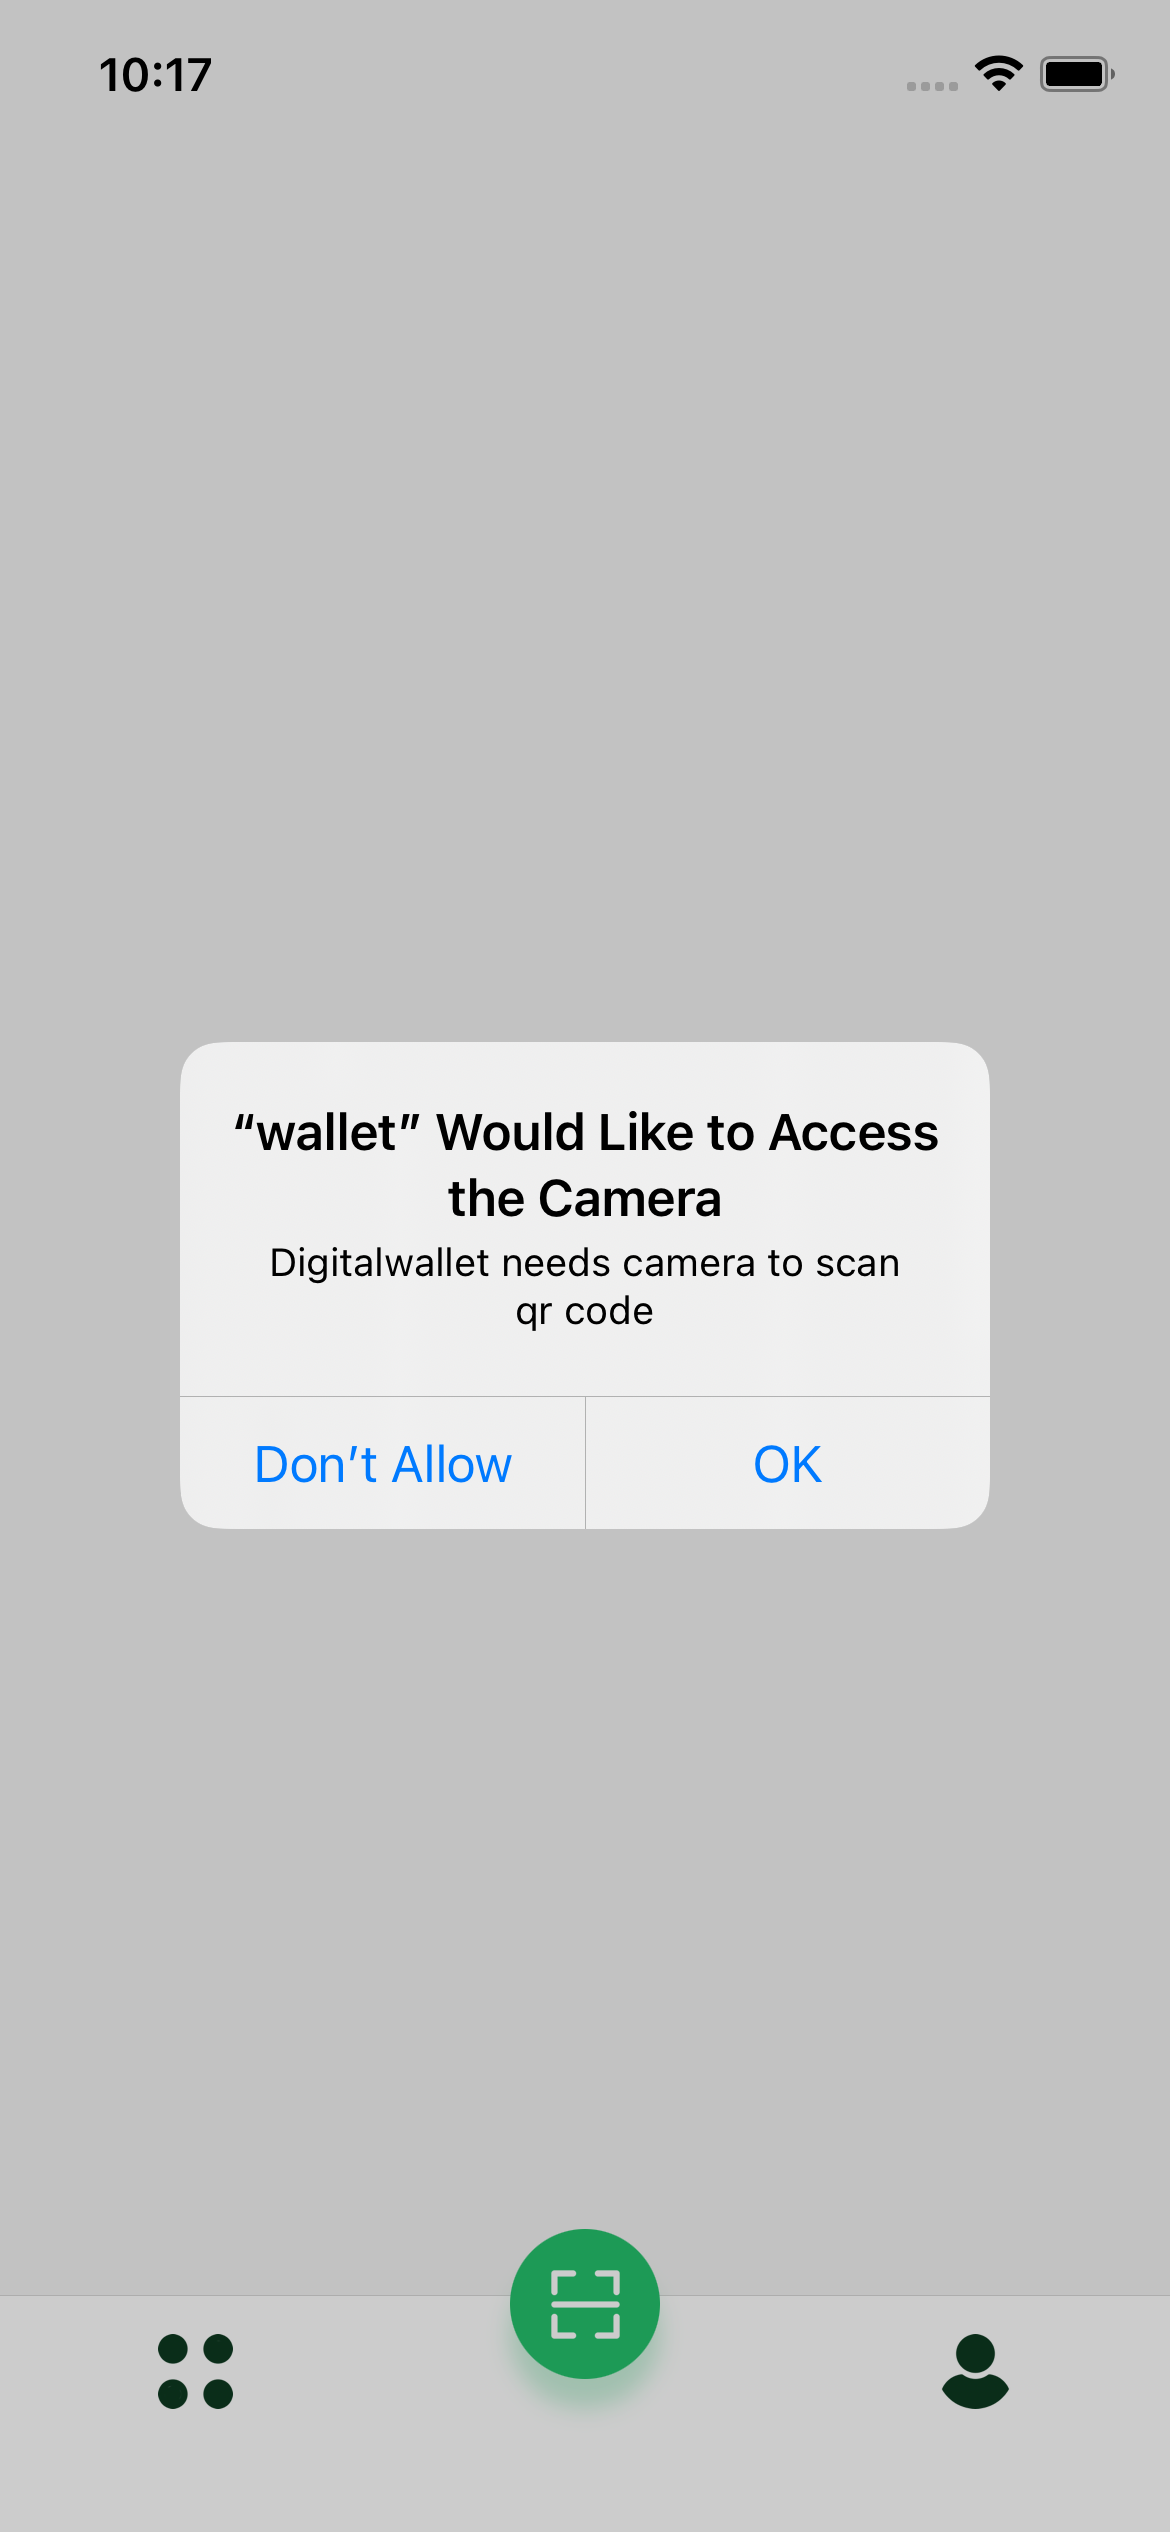 10:17
“wallet” Would Like to Access
the Camera
Digitalwallet needs camera to scan
qr code
Don’t Allow
OK